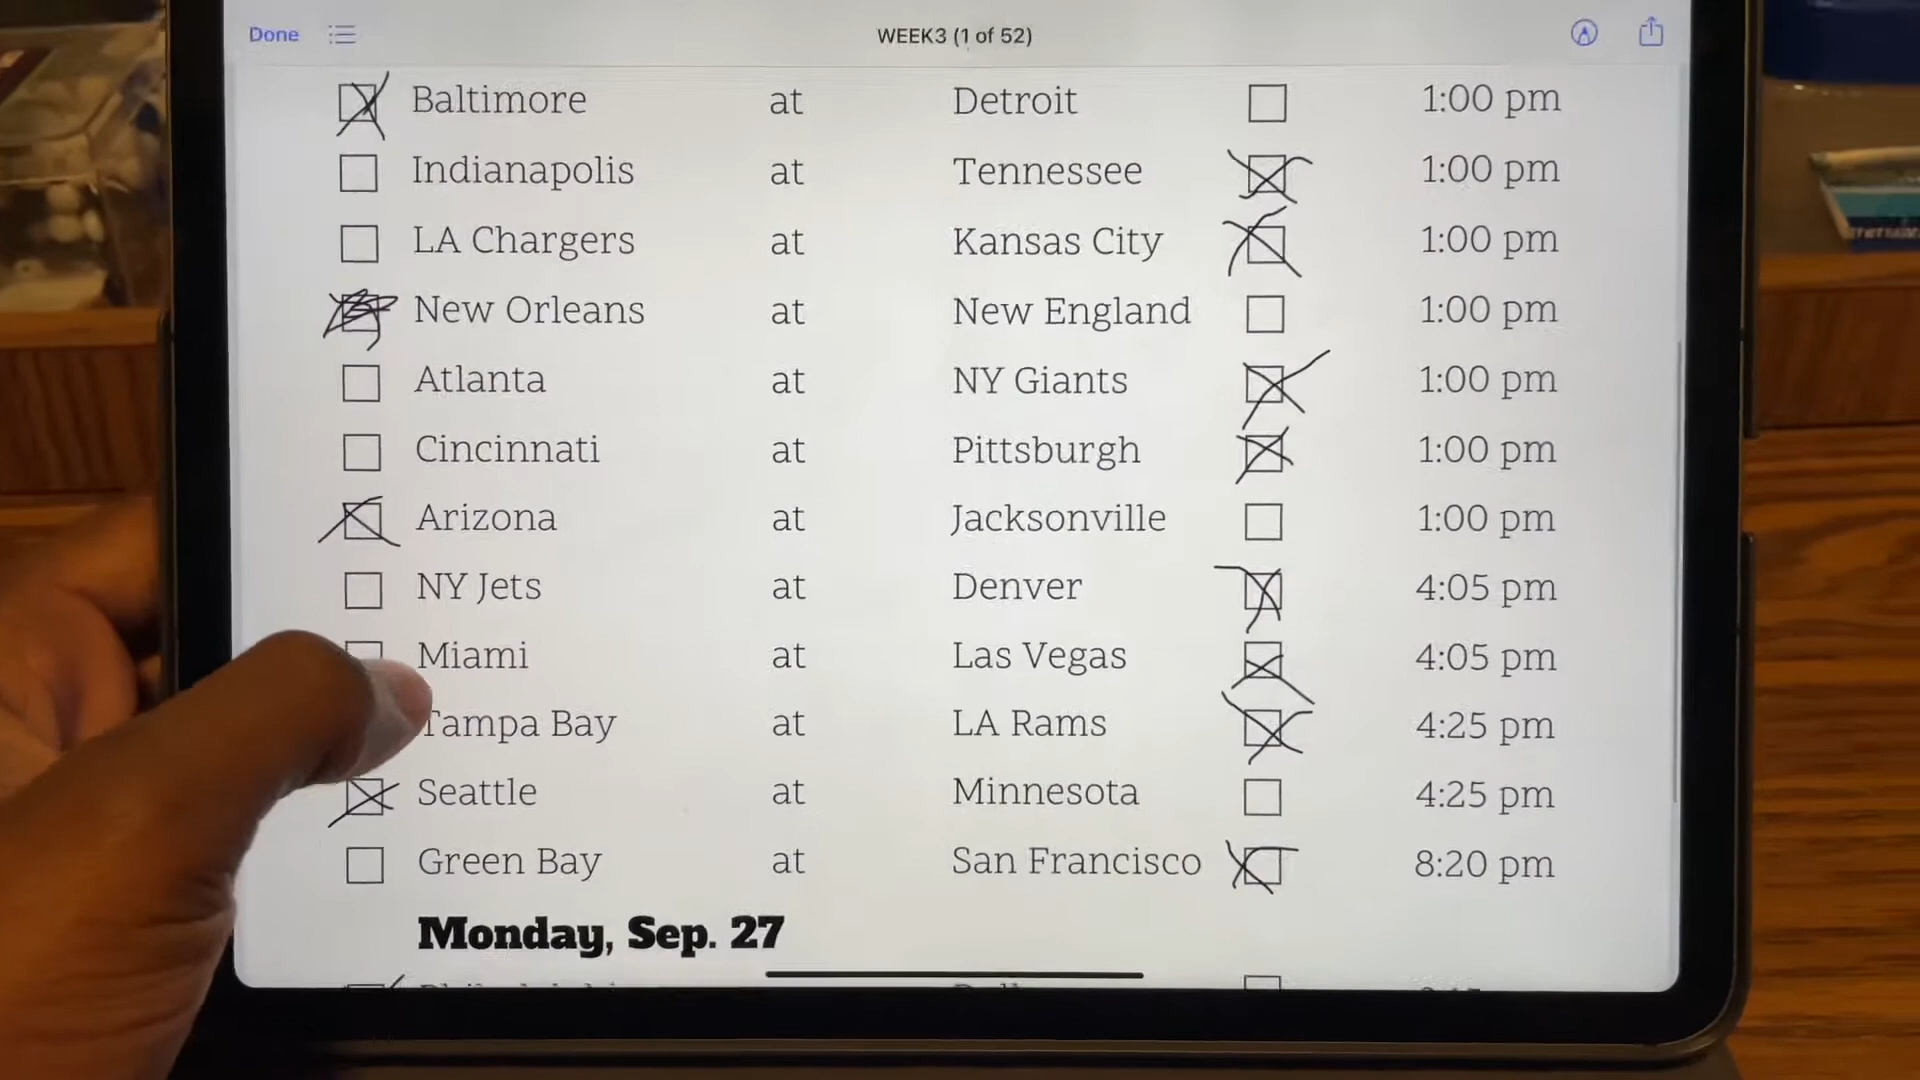 Done WEEK3 (1 of 52)
Baltimore at Detroit 1:00 pm
Indianapolis at Tennessee 1:00 pm
LA Chargers at Kansas City 1:00 pm
New Orleans at New England 1:00 pm
Atlanta at NY Giants 1:00 pm
Cincinnati at Pittsburgh 1:00 pm
Arizona at Jacksonville 1:00 pm
NY Jets at Denver 4:05 pm
Miami at Las Vegas 4:05 pm
Tampa Bay at LA Rams 4:25 pm
Seattle at Minnesota 4:25 pm
Green Bay at San Francisco 8:20 pm
Monday, Sep. 27